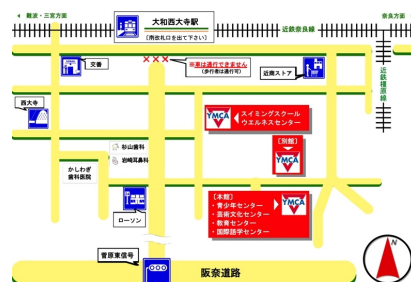 難波・三宮方面
大和西大寺駅
[南改札口を出て下さい]
近鉄奈良線
奈良方面
近鉄橿原線
交番
※車は通行できません
(歩行者は通行可)
近商ストア
西大寺
YMCA
スイミングスクール
ウエルネスセンター
杉山歯科
岩崎耳鼻科
[別館]
YMCA
かしわぎ
歯科医院
ローソン
[本館]
・青少年センター
・芸術文化センター
・教育センター
・国際語学センター
YMCA
菅原東信号
阪奈道路
N